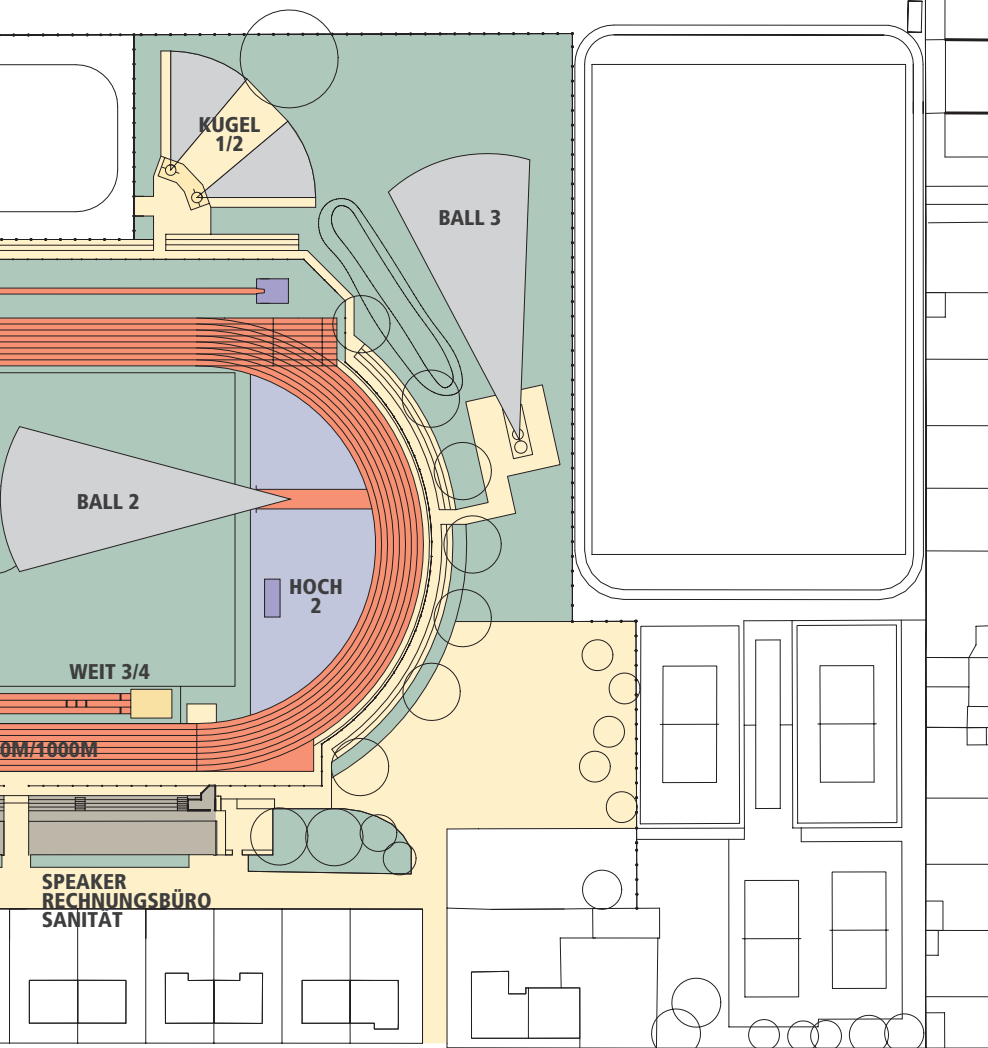 KUGEL
1/2
BALL 3
BALL 2
HOCH
2
WEIT 3/4
0M/1000M
SPEAKER
RECHNUNGSBÜRO
SANITÄT